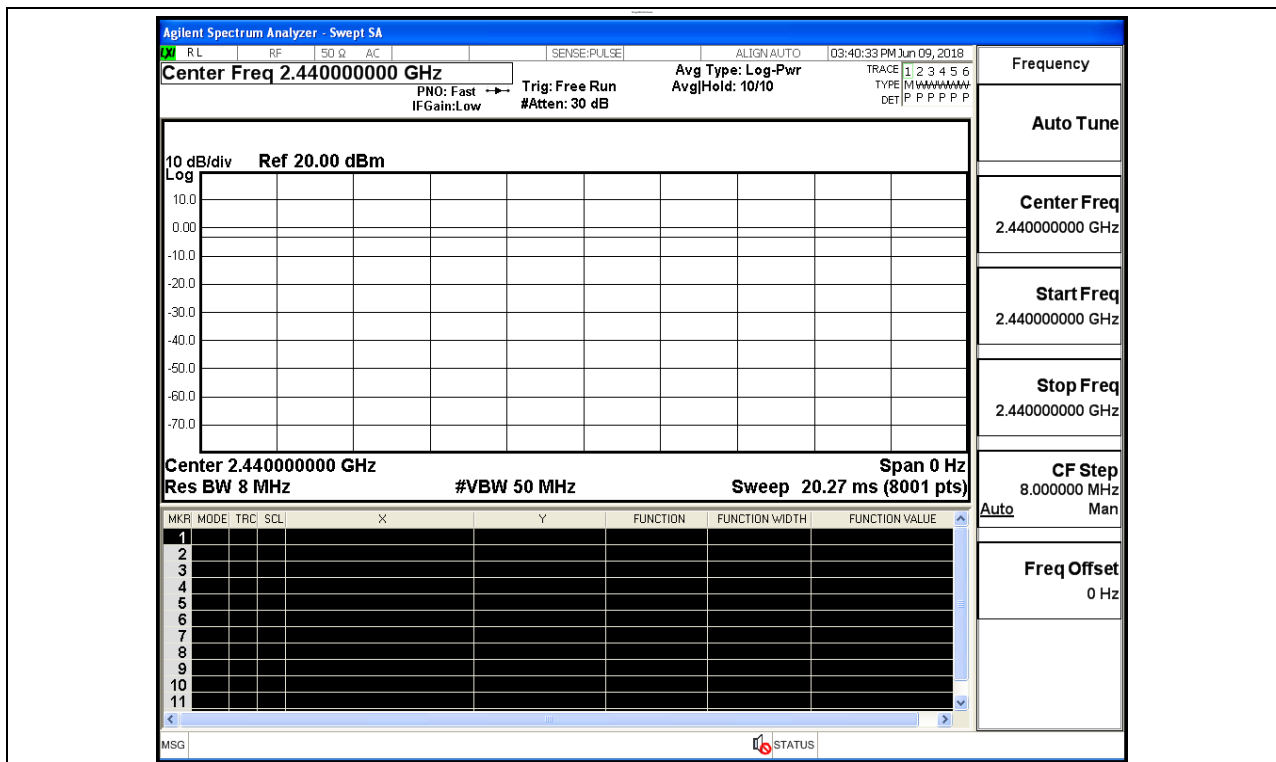 Agilent Spectrum Analyzer - Swept SA
LXI RL RF 50 Ω AC SENSE:PULSE ALIGN AUTO 03:40:33 PM Jun 09, 2018
Center Freq 2.440000000 GHz
PNO: Fast
IFGain:Low
Trig: Free Run
#Atten: 30 dB
Avg Type: Log-Pwr
Avg|Hold: 10/10
TRACE 1 2 3 4 5 6
TYPE M WWWWW
DET P P P P P P
10 dB/div Ref 20.00 dBm
Log
10.0
0.00
-10.0
-20.0
-30.0
-40.0
-50.0
-60.0
-70.0
Center 2.440000000 GHz Span 0 Hz
Res BW 8 MHz #VBW 50 MHz Sweep 20.27 ms (8001 pts)
MKR MODE TRC SCL X Y FUNCTION FUNCTION WIDTH FUNCTION VALUE
1
2
3
4
5
6
7
8
9
10
11
MSG STATUS
Frequency
Auto Tune
Center Freq
2.440000000 GHz
Start Freq
2.440000000 GHz
Stop Freq
2.440000000 GHz
CF Step
8.000000 MHz
Auto Man
Freq Offset
0 Hz